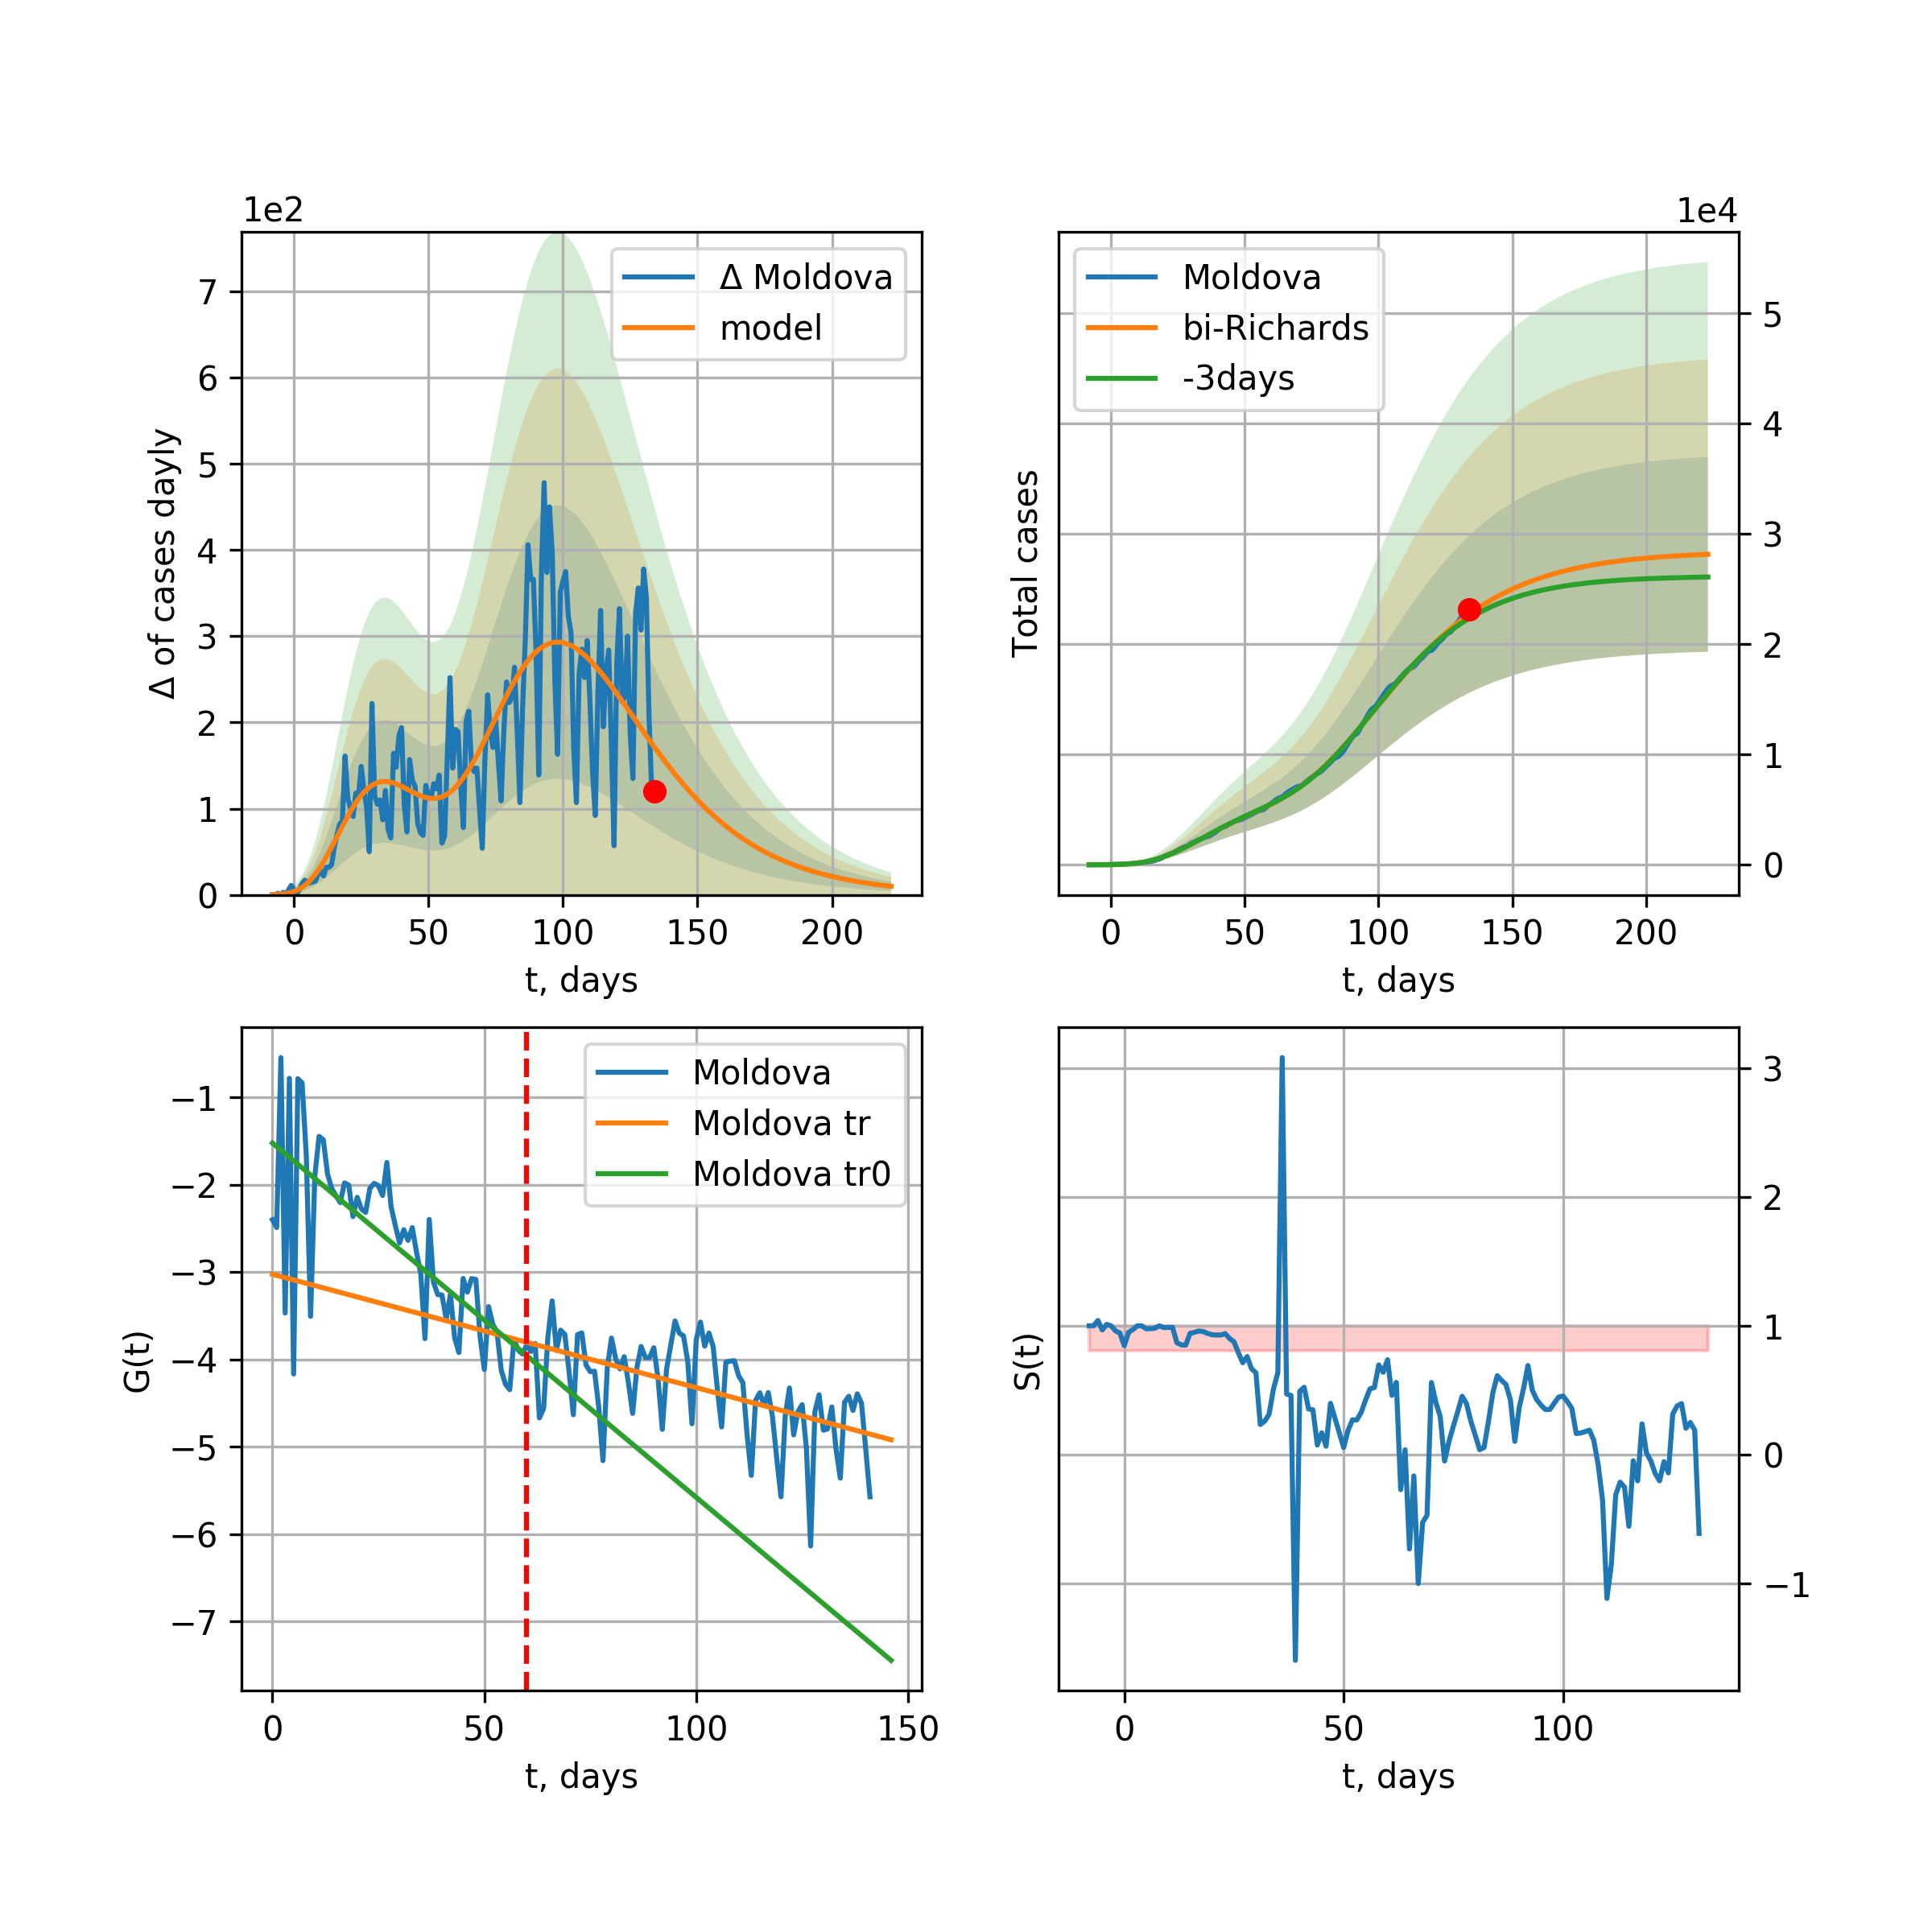 1e2
Δ of cases dayly
7
6
5
4
3
2
1
0
Δ Moldova
model
0 50 100 150 200
t, days
1e4
Total cases
Moldova
bi-Richards
-3days
5
4
3
2
1
0
0 50 100 150 200
t, days
G(t)
−1
−2
−3
−4
−5
−6
−7
Moldova
Moldova tr
Moldova tr0
0 50 100 150
t, days
S(t)
3
2
1
0
−1
0 50 100
t, days